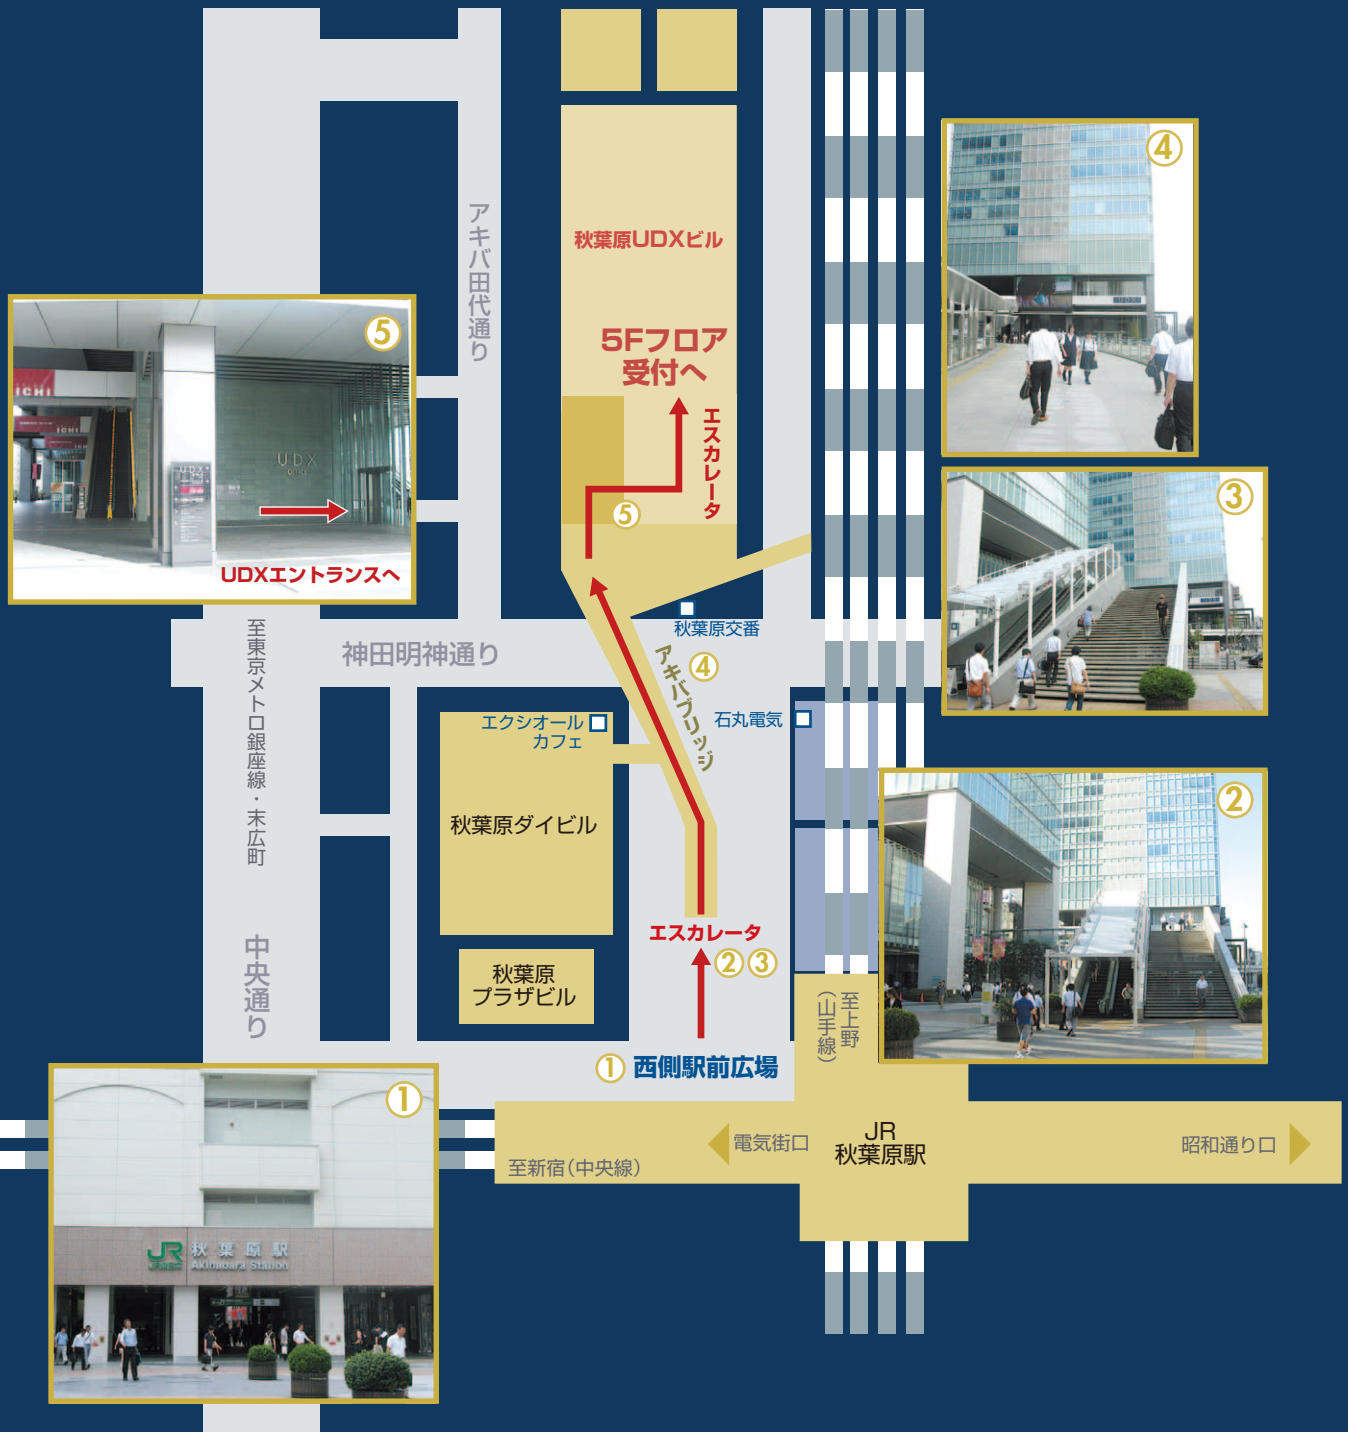 ④
秋葉原UDXビル
アキバ田代通り
⑤
5Fフロア
受付へ
エスカレータ
ICHI
ICHI
UDX
UDX
③
⑤
UDXエントランスへ
秋葉原交番
至東京メトロ銀座線・末広町
神田明神通り
アキバブリッジ
④
エクシオール
カフェ
石丸電気
②
秋葉原ダイビル
エスカレータ
②③
中央通り
秋葉原
プラザビル
至上野
(山手線)
①西側駅前広場
①
電気街口
JR
秋葉原駅
昭和通り口
至新宿(中央線)
JR 秋葉原駅
Akihabara Station